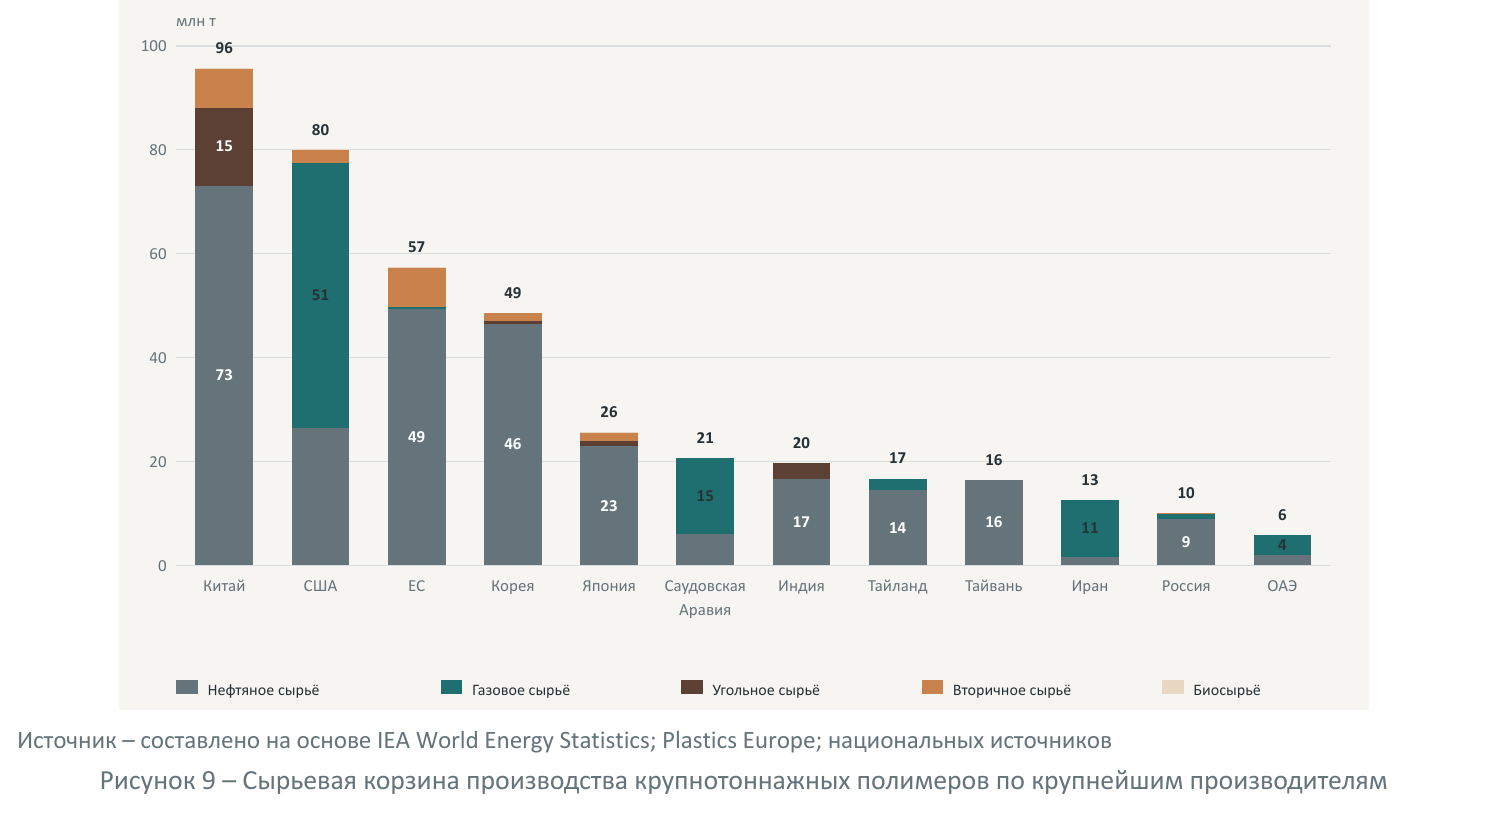 млн т
100
80
60
40
20
0
96
15
73
80
51
57
49
49
46
26
23
21
15
20
17
17
14
16
16
13
11
10
9
6
4
Китай
США
ЕС
Корея
Япония
Саудовская
Аравия
Индия
Тайланд
Тайвань
Иран
Россия
ОАЭ
Нефтяное сырьё
Газовое сырьё
Угольное сырьё
Вторичное сырьё
Биосырьё
Источник – составлено на основе IEA World Energy Statistics; Plastics Europe; национальных источников
Рисунок 9 – Сырьевая корзина производства крупнотоннажных полимеров по крупнейшим производителям